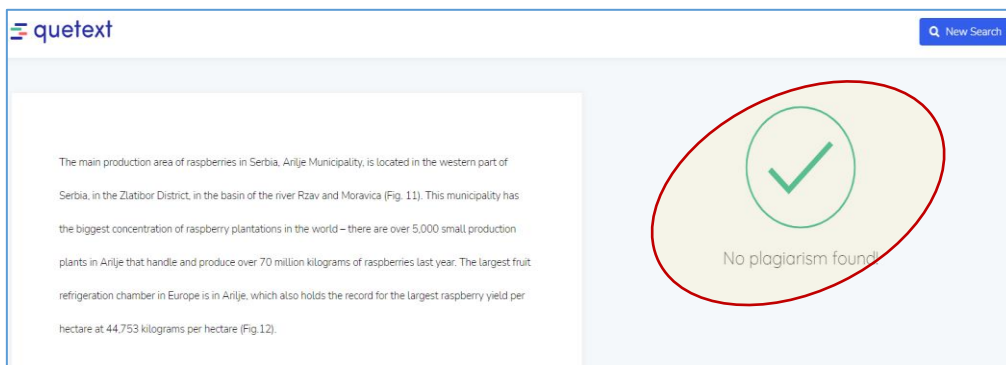 quetext
New Search
The main production area of raspberries in Serbia, Arilje Municipality, is located in the western part of
Serbia, in the Zlatibor District, in the basin of the river Rzav and Moravica (Fig. 11). This municipality has
the biggest concentration of raspberry plantations in the world – there are over 5,000 small production
plants in Arilje that handle and produce over 70 million kilograms of raspberries last year. The largest fruit
refrigeration chamber in Europe is in Arilje, which also holds the record for the largest raspberry yield per
hectare at 44,753 kilograms per hectare (Fig.12).
No plagiarism found!